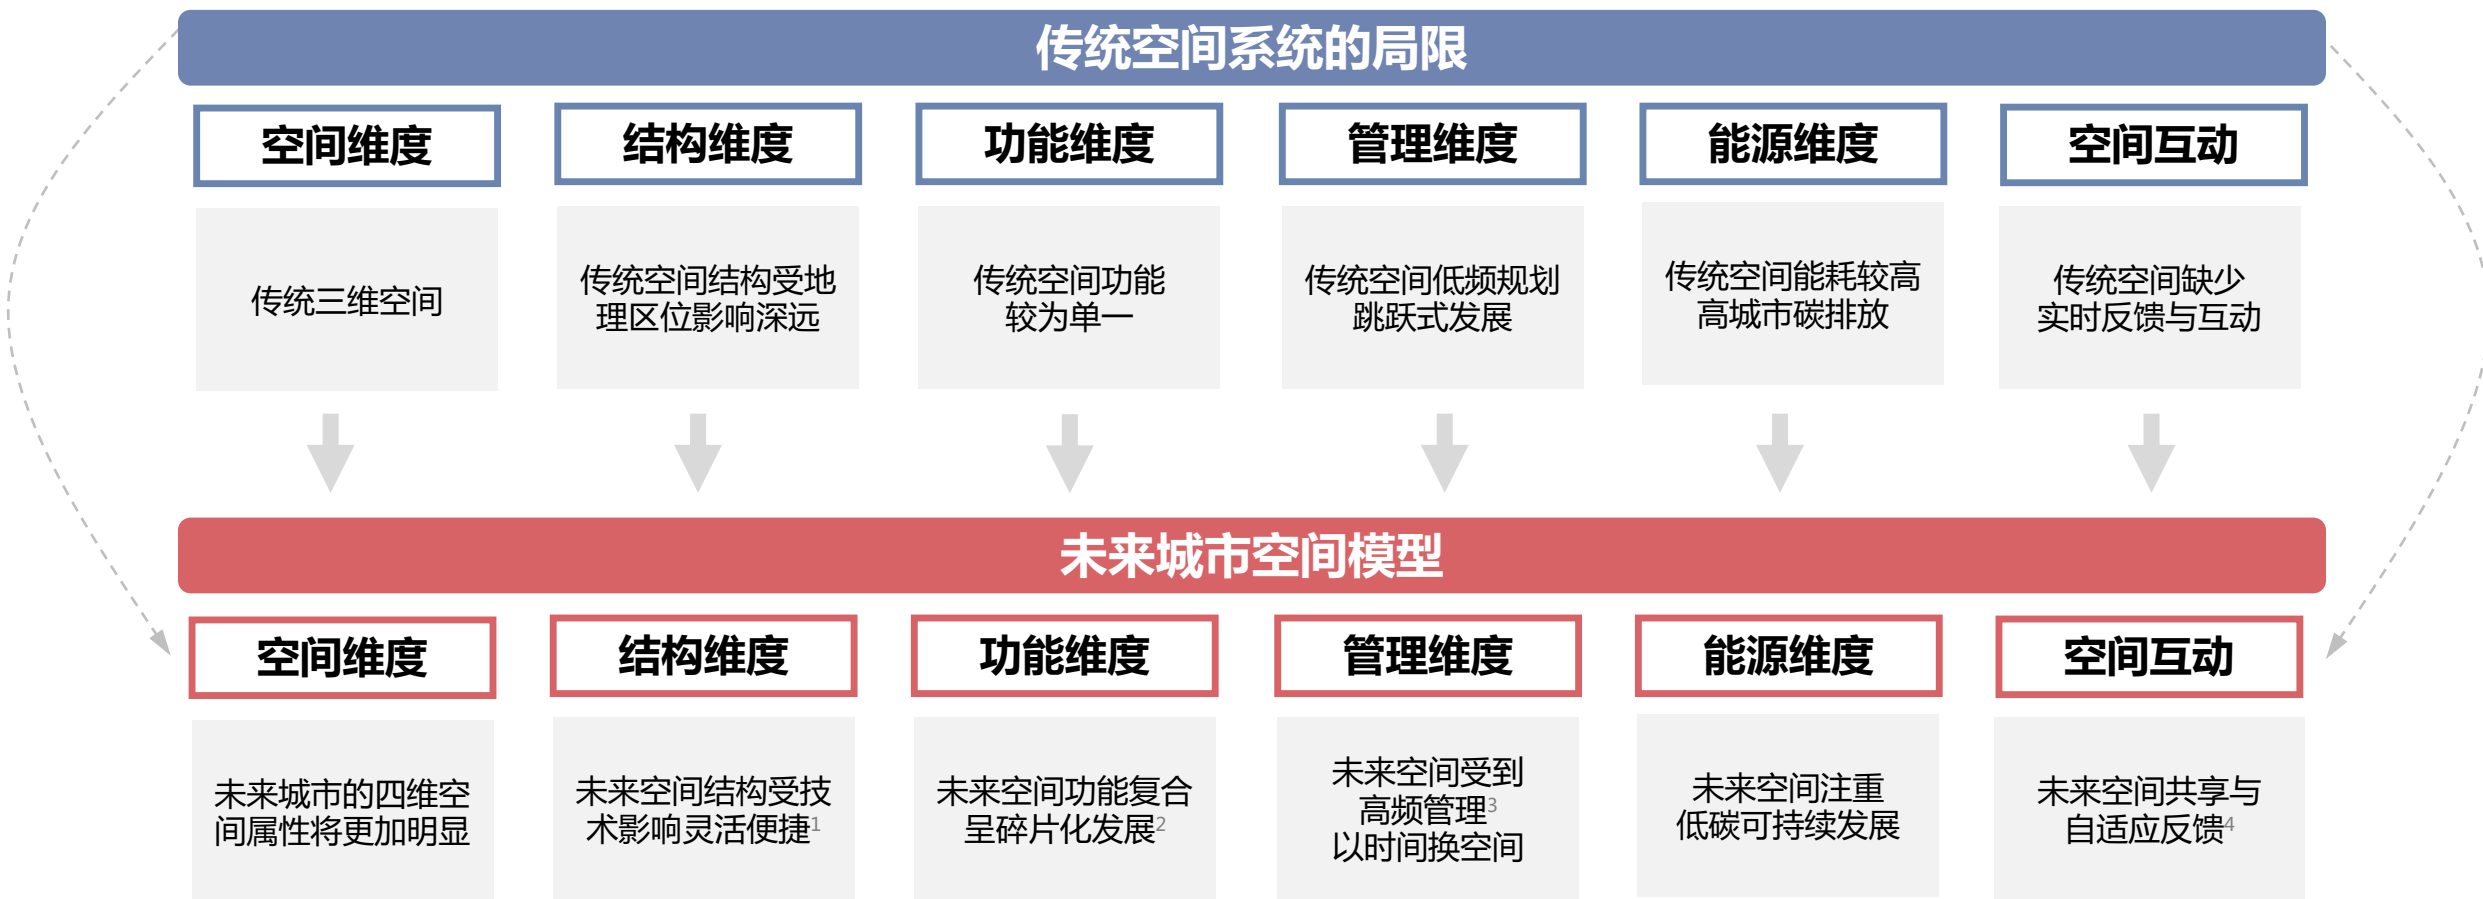 传统空间系统的局限
空间维度
结构维度
功能维度
管理维度
能源维度
空间互动
传统三维空间
传统空间结构受地
理区位影响深远
传统空间功能
较为单一
传统空间低频规划
跳跃式发展
传统空间能耗较高
高城市碳排放
传统空间缺少
实时反馈与互动
未来城市空间模型
空间维度
结构维度
功能维度
管理维度
能源维度
空间互动
未来城市的四维空
间属性将更加明显
未来空间结构受技
术影响灵活便捷1
未来空间功能复合
呈碎片化发展2
未来空间受到
高频管理3
以时间换空间
未来空间注重
低碳可持续发展
未来空间共享与
自适应反馈4